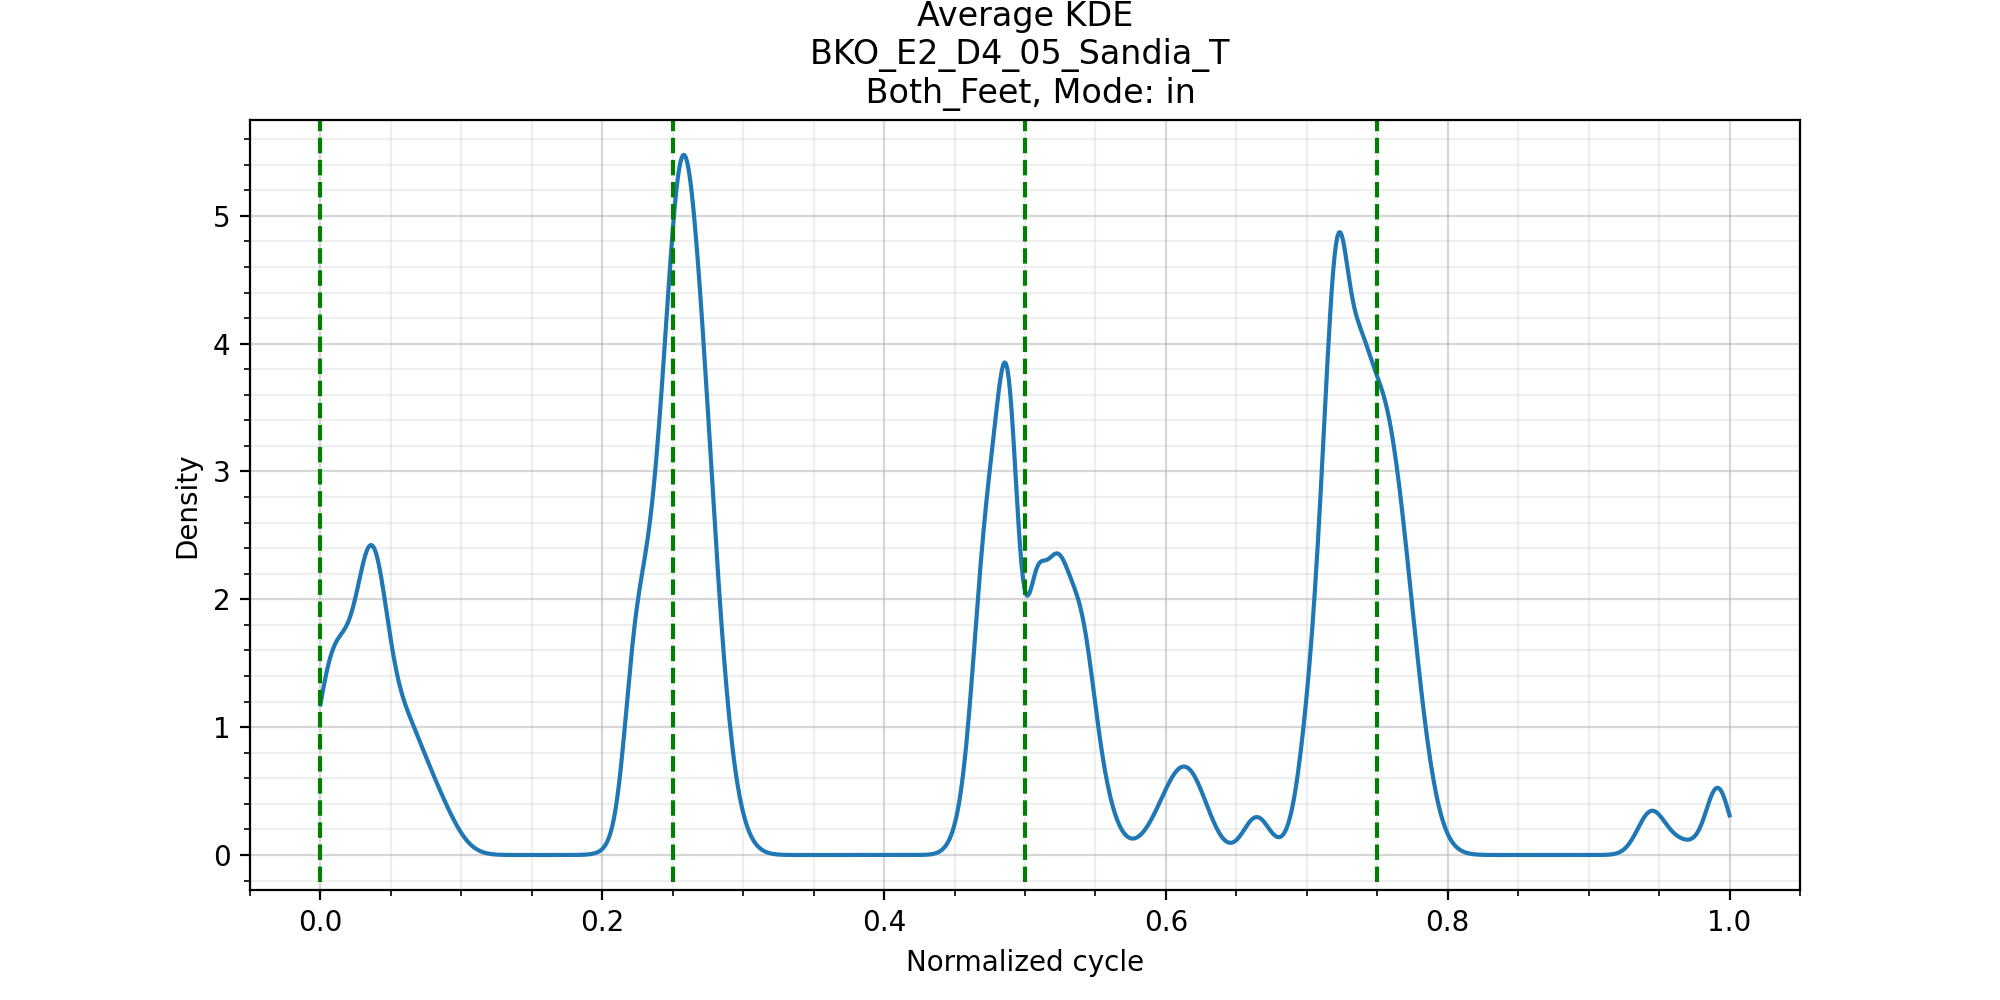 Average KDE
BKO_E2_D4_05_Sandia_T
Both_Feet, Mode: in
Density
5
4
3
2
1
0
0.0 0.2 0.4 0.6 0.8 1.0
Normalized cycle